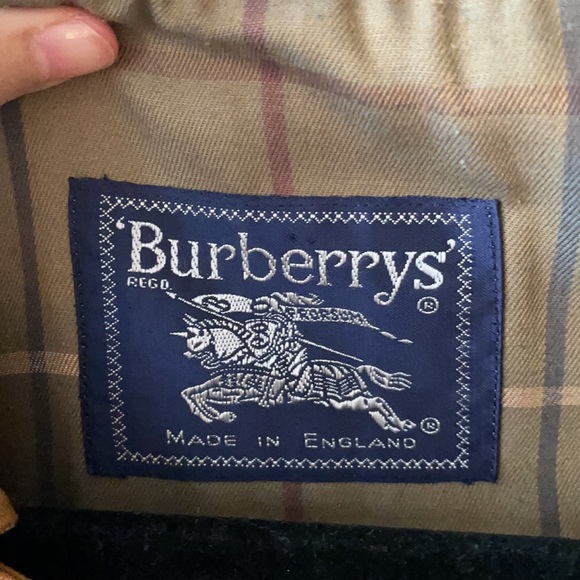 'Burberrys'
REGD. ®
®
MADE IN ENGLAND